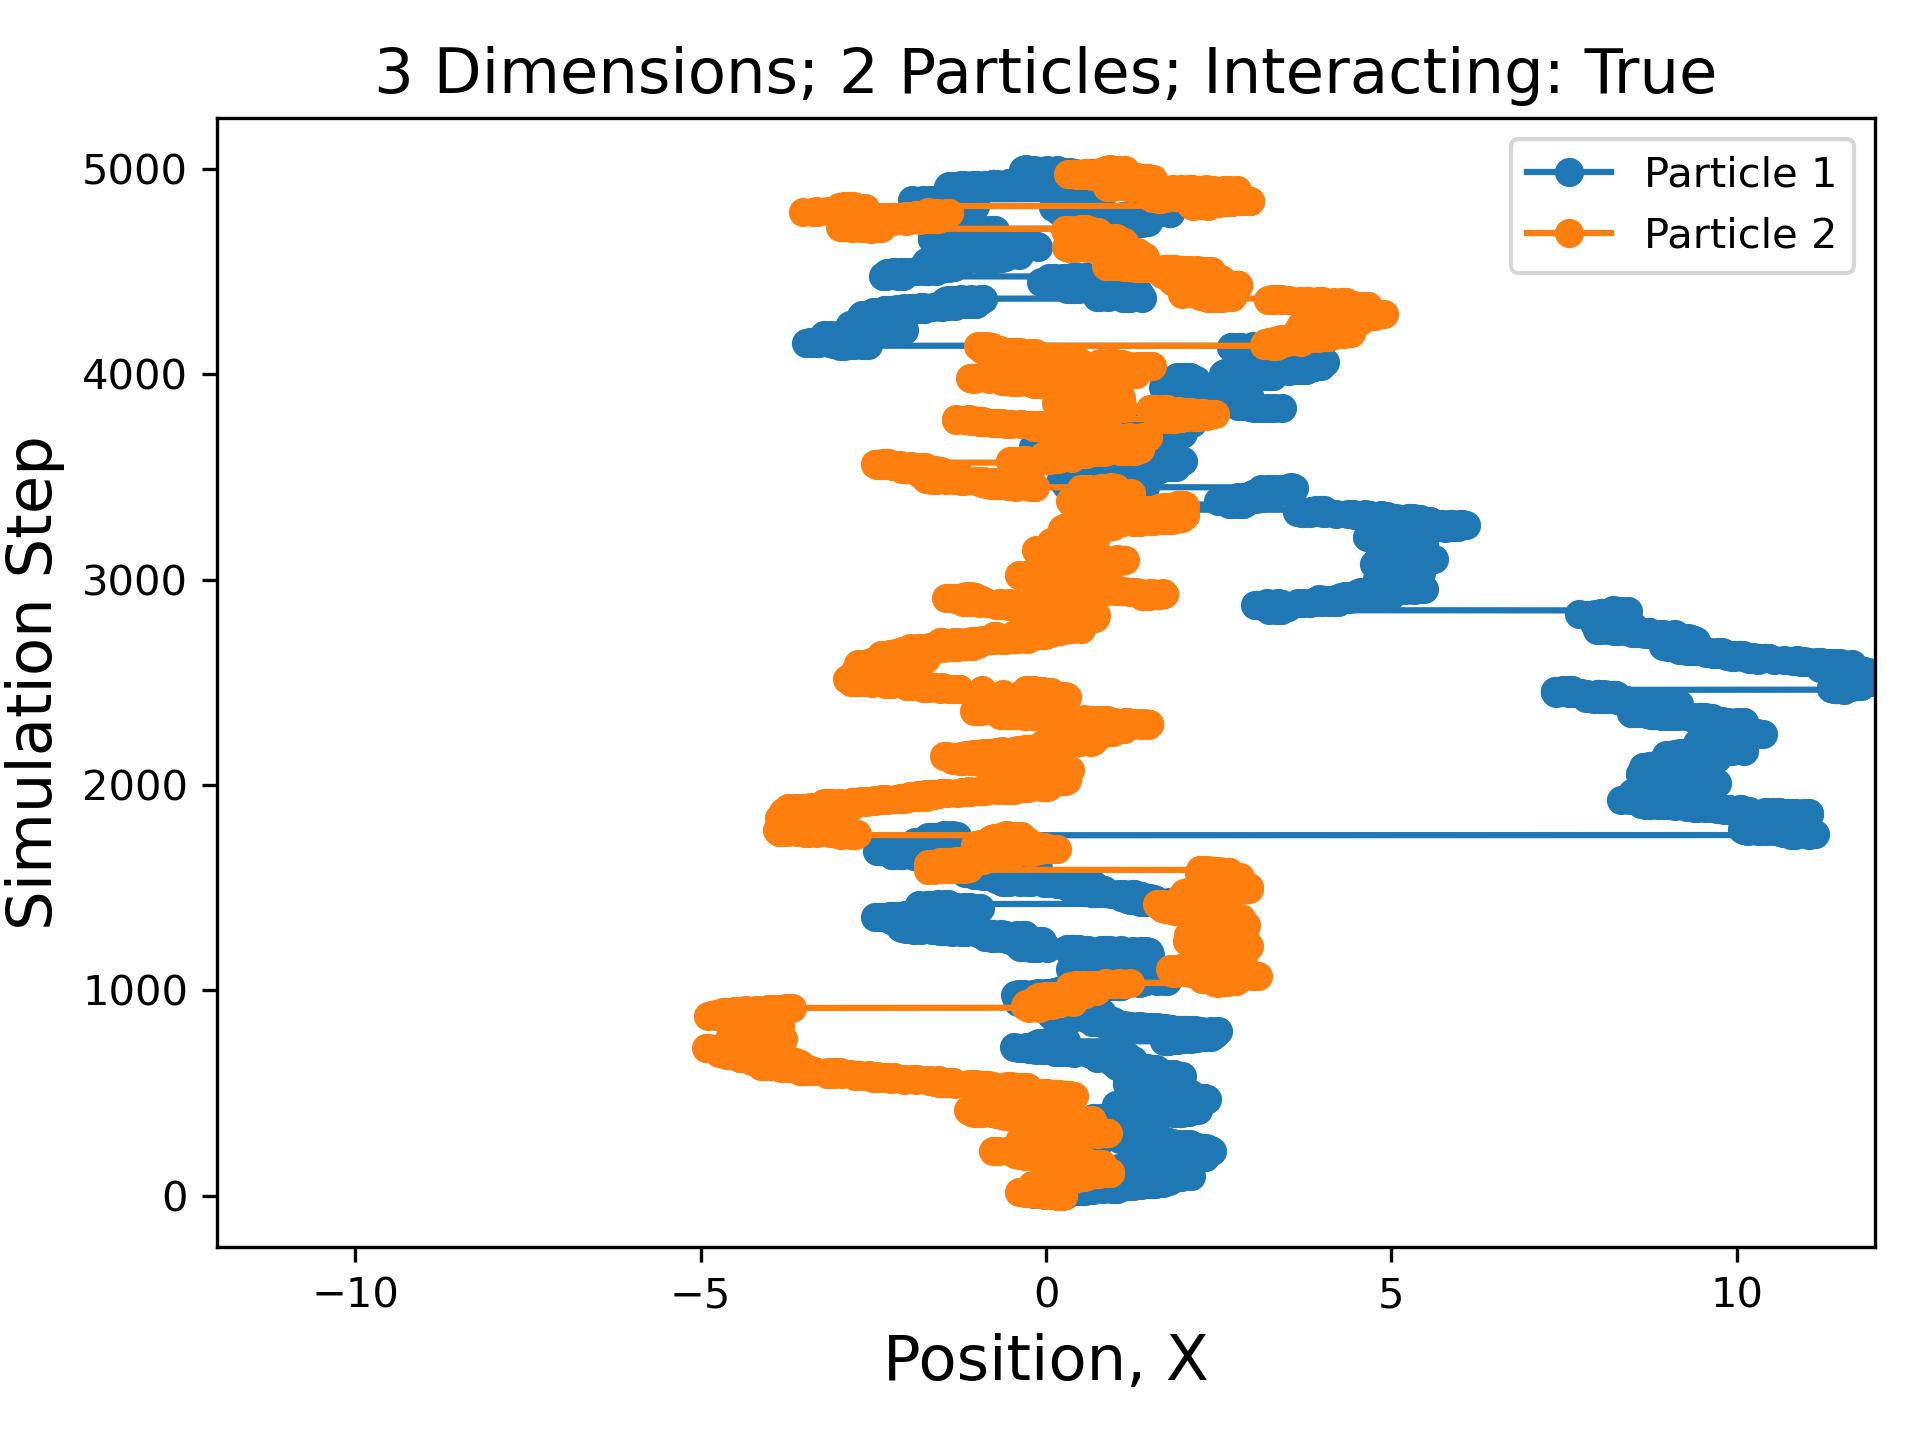 3 Dimensions; 2 Particles; Interacting: True
Particle 1
Particle 2
Simulation Step
5000
4000
3000
2000
1000
0
−10
−5
0
5
10
Position, X